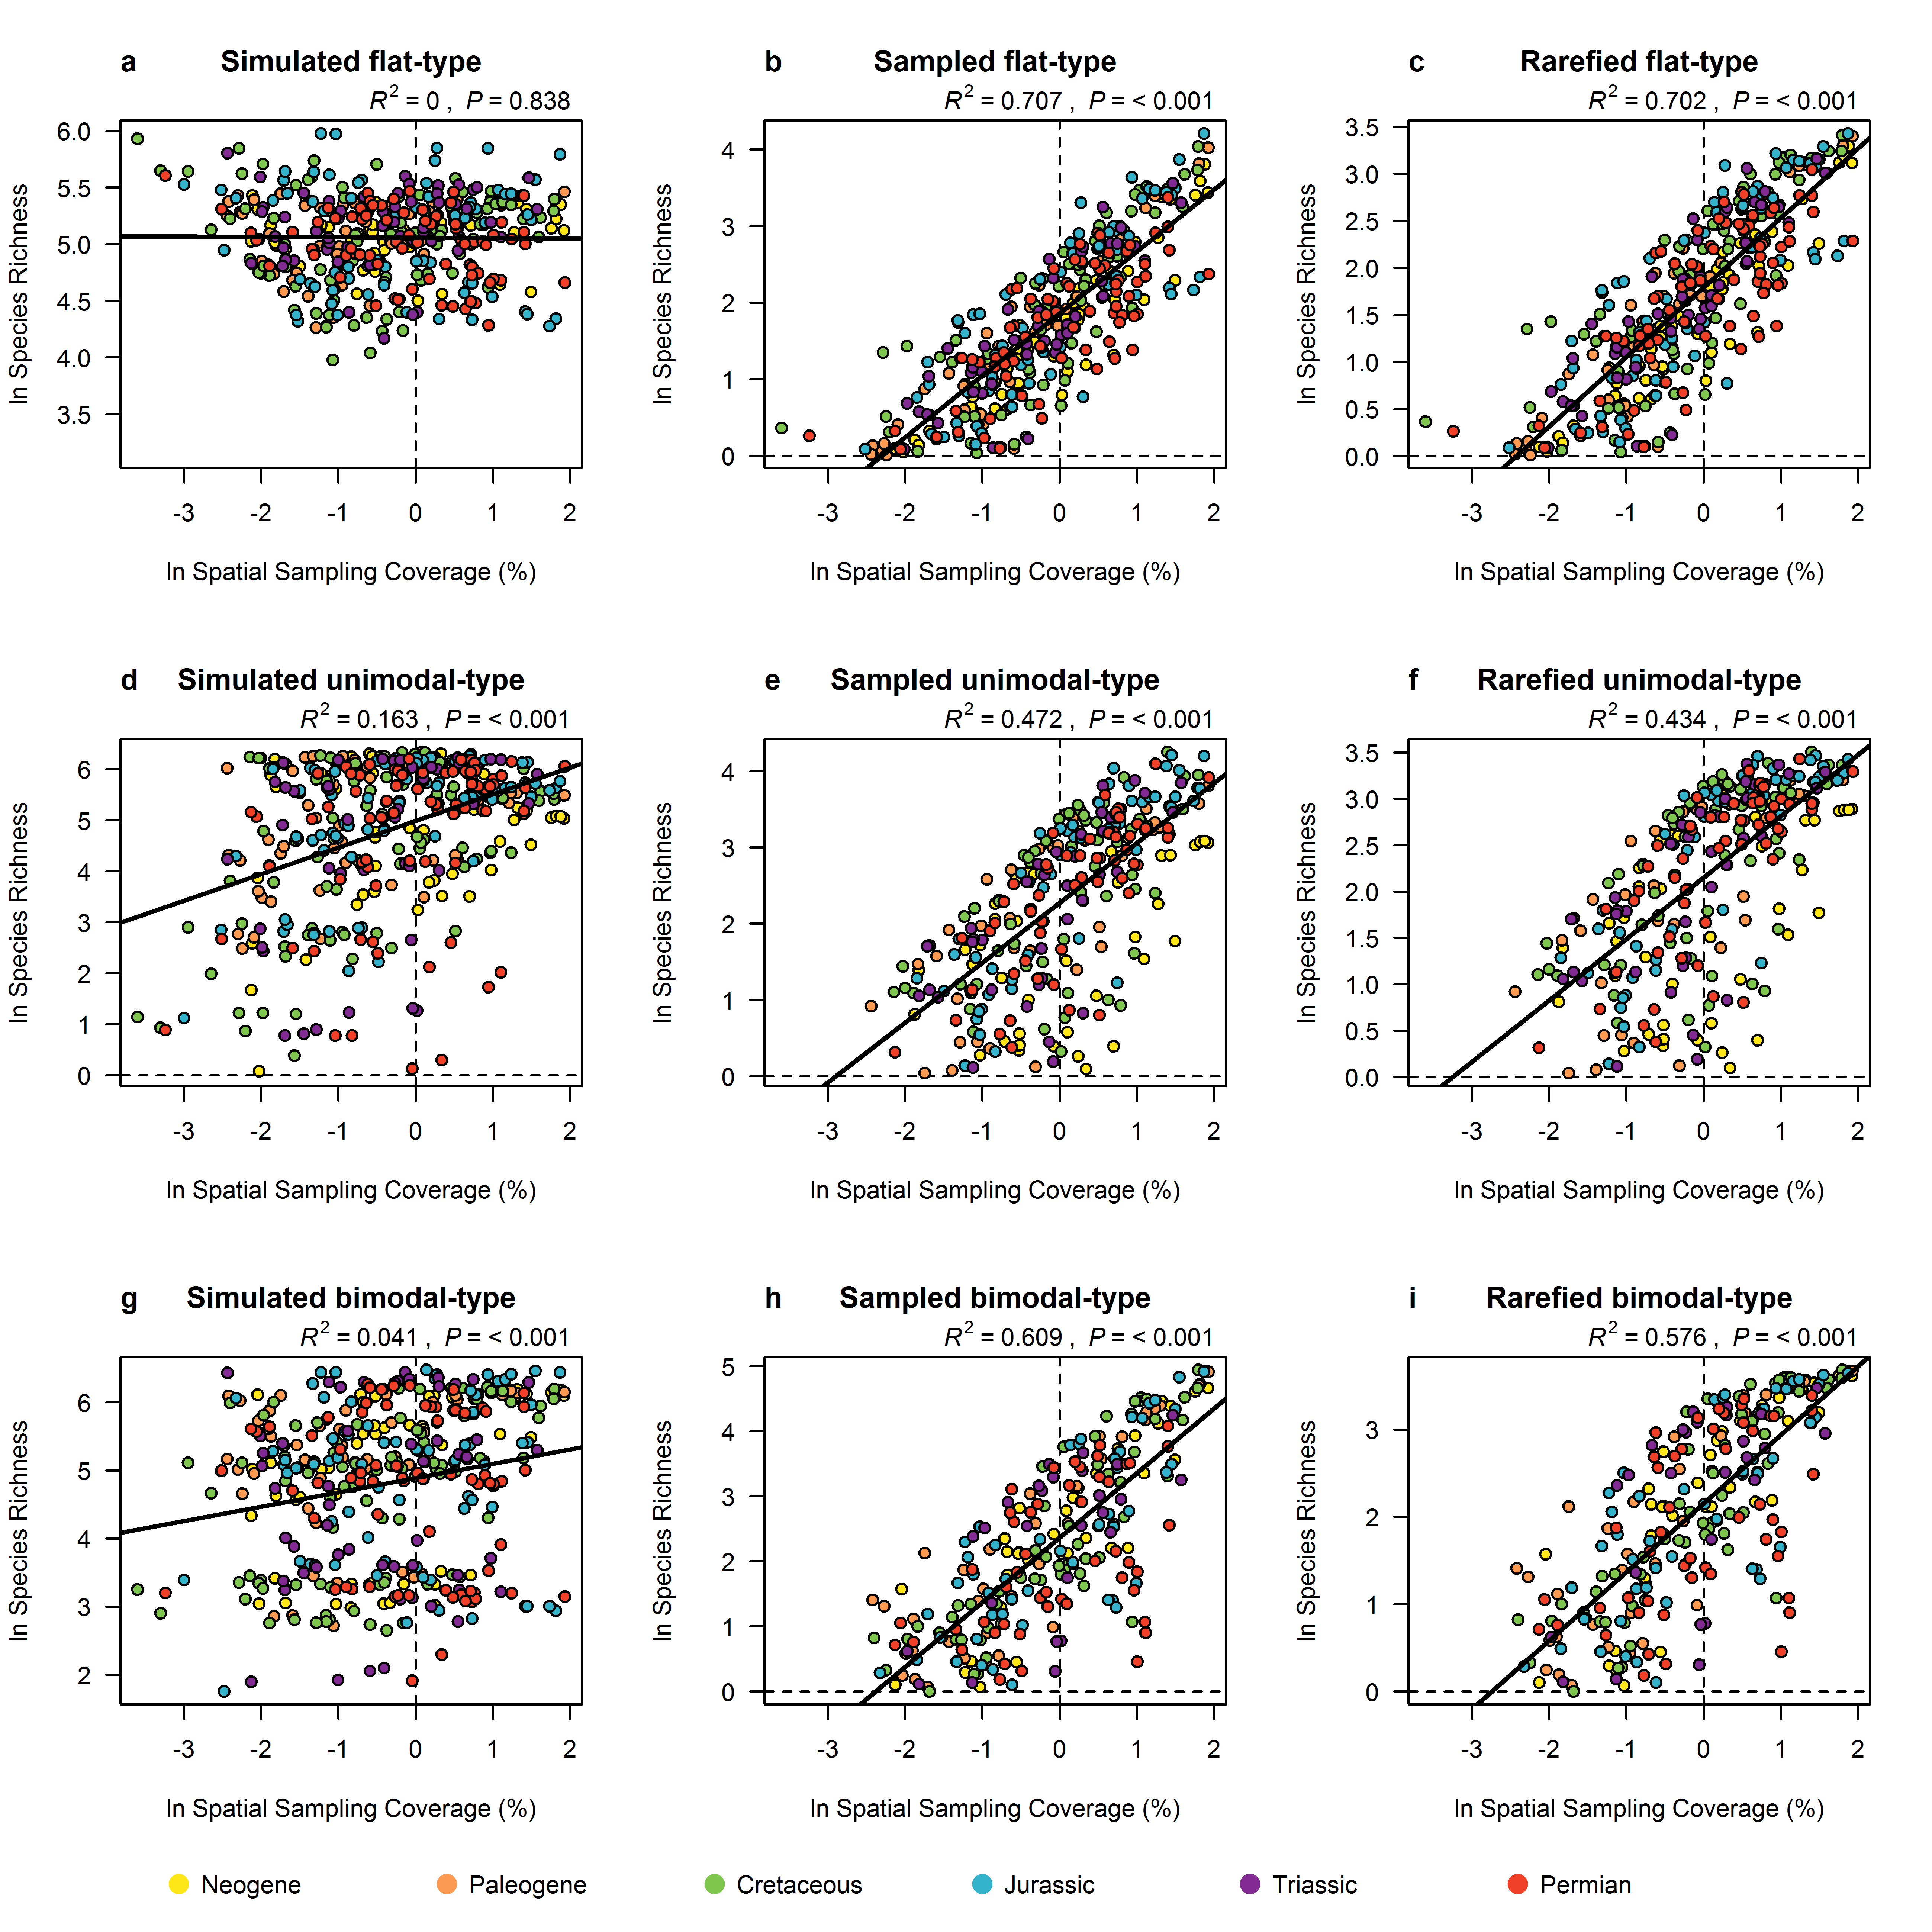 a Simulated flat-type
R2 = 0 , P = 0.838
6.0
5.5
5.0
4.5
4.0
3.5
-3 -2 -1 0 1 2
ln Species Richness
ln Spatial Sampling Coverage (%)
b Sampled flat-type
R2 = 0.707 , P = < 0.001
4
3
2
1
0
-3 -2 -1 0 1 2
ln Species Richness
ln Spatial Sampling Coverage (%)
c Rarefied flat-type
R2 = 0.702 , P = < 0.001
3.5
3.0
2.5
2.0
1.5
1.0
0.5
0.0
-3 -2 -1 0 1 2
ln Species Richness
ln Spatial Sampling Coverage (%)
d Simulated unimodal-type
R2 = 0.163 , P = < 0.001
6
5
4
3
2
1
0
-3 -2 -1 0 1 2
ln Species Richness
ln Spatial Sampling Coverage (%)
e Sampled unimodal-type
R2 = 0.472 , P = < 0.001
4
3
2
1
0
-3 -2 -1 0 1 2
ln Species Richness
ln Spatial Sampling Coverage (%)
f Rarefied unimodal-type
R2 = 0.434 , P = < 0.001
3.5
3.0
2.5
2.0
1.5
1.0
0.5
0.0
-3 -2 -1 0 1 2
ln Species Richness
ln Spatial Sampling Coverage (%)
g Simulated bimodal-type
R2 = 0.041 , P = < 0.001
6
5
4
3
2
-3 -2 -1 0 1 2
ln Species Richness
ln Spatial Sampling Coverage (%)
h Sampled bimodal-type
R2 = 0.609 , P = < 0.001
5
4
3
2
1
0
-3 -2 -1 0 1 2
ln Species Richness
ln Spatial Sampling Coverage (%)
i Rarefied bimodal-type
R2 = 0.576 , P = < 0.001
3
2
1
0
-3 -2 -1 0 1 2
ln Species Richness
ln Spatial Sampling Coverage (%)
Neogene Paleogene Cretaceous Jurassic Triassic Permian